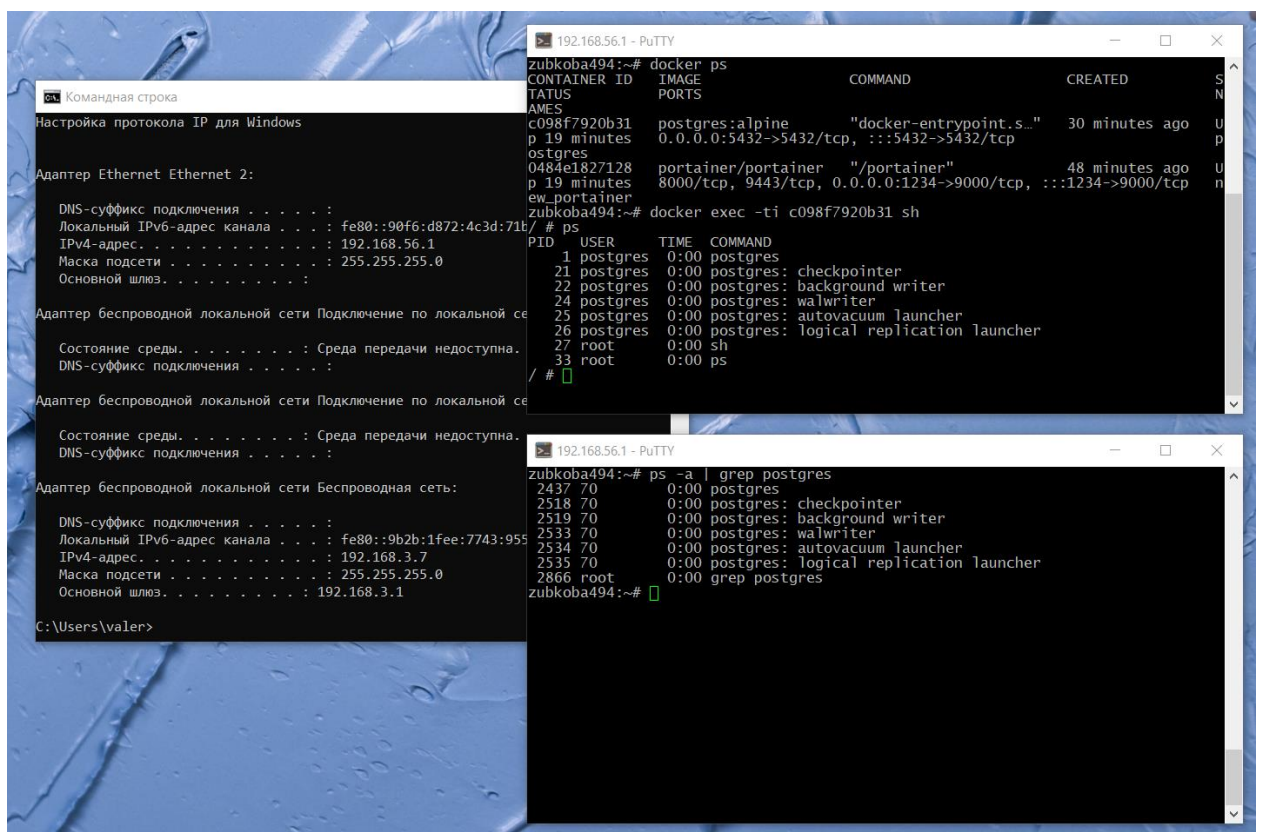 Командная строка
Настройка протокола IP для Windows
Адаптер Ethernet Ethernet 2:
DNS-суффикс подключения . . . . . :
Локальный IPv6-адрес канала . . . : fe80::90f6:d872:4c3d:71b
IPv4-адрес. . . . . . . . . . . . : 192.168.56.1
Маска подсети . . . . . . . . . . : 255.255.255.0
Основной шлюз. . . . . . . . . :
Адаптер беспроводной локальной сети Подключение по локальной се
Состояние среды. . . . . . . . : Среда передачи недоступна.
DNS-суффикс подключения . . . . . :
Адаптер беспроводной локальной сети Подключение по локальной се
Состояние среды. . . . . . . . : Среда передачи недоступна.
DNS-суффикс подключения . . . . . :
Адаптер беспроводной локальной сети Беспроводная сеть:
DNS-суффикс подключения . . . . . :
Локальный IPv6-адрес канала . . . : fe80::9b2b:1fee:7743:955
IPv4-адрес. . . . . . . . . . . . : 192.168.3.7
Маска подсети . . . . . . . . . . : 255.255.255.0
Основной шлюз. . . . . . . . . : 192.168.3.1
C:\Users\valer>
192.168.56.1 - PuTTY
zubkoba494:~# docker ps
CONTAINER ID   IMAGE                 COMMAND                  CREATED          S
TATUS          PORTS                                                           N
AMES
c098f7920b31   postgres:alpine       "docker-entrypoint.s…"   30 minutes ago   U
p 19 minutes   0.0.0.0:5432->5432/tcp, :::5432->5432/tcp                       p
ostgres
0484e1827128   portainer/portainer   "/portainer"             48 minutes ago   U
p 19 minutes   8000/tcp, 9443/tcp, 0.0.0.0:1234->9000/tcp, :::1234->9000/tcp   n
ew_portainer
zubkoba494:~# docker exec -ti c098f7920b31 sh
/ # ps
PID   USER     TIME  COMMAND
1 postgres  0:00 postgres
21 postgres  0:00 postgres: checkpointer
22 postgres  0:00 postgres: background writer
24 postgres  0:00 postgres: walwriter
25 postgres  0:00 postgres: autovacuum launcher
26 postgres  0:00 postgres: logical replication launcher
27 root      0:00 sh
33 root      0:00 ps
/ #
192.168.56.1 - PuTTY
zubkoba494:~# ps -a | grep postgres
2437 70        0:00 postgres
2518 70        0:00 postgres: checkpointer
2519 70        0:00 postgres: background writer
2533 70        0:00 postgres: walwriter
2534 70        0:00 postgres: autovacuum launcher
2535 70        0:00 postgres: logical replication launcher
2866 root      0:00 grep postgres
zubkoba494:~#